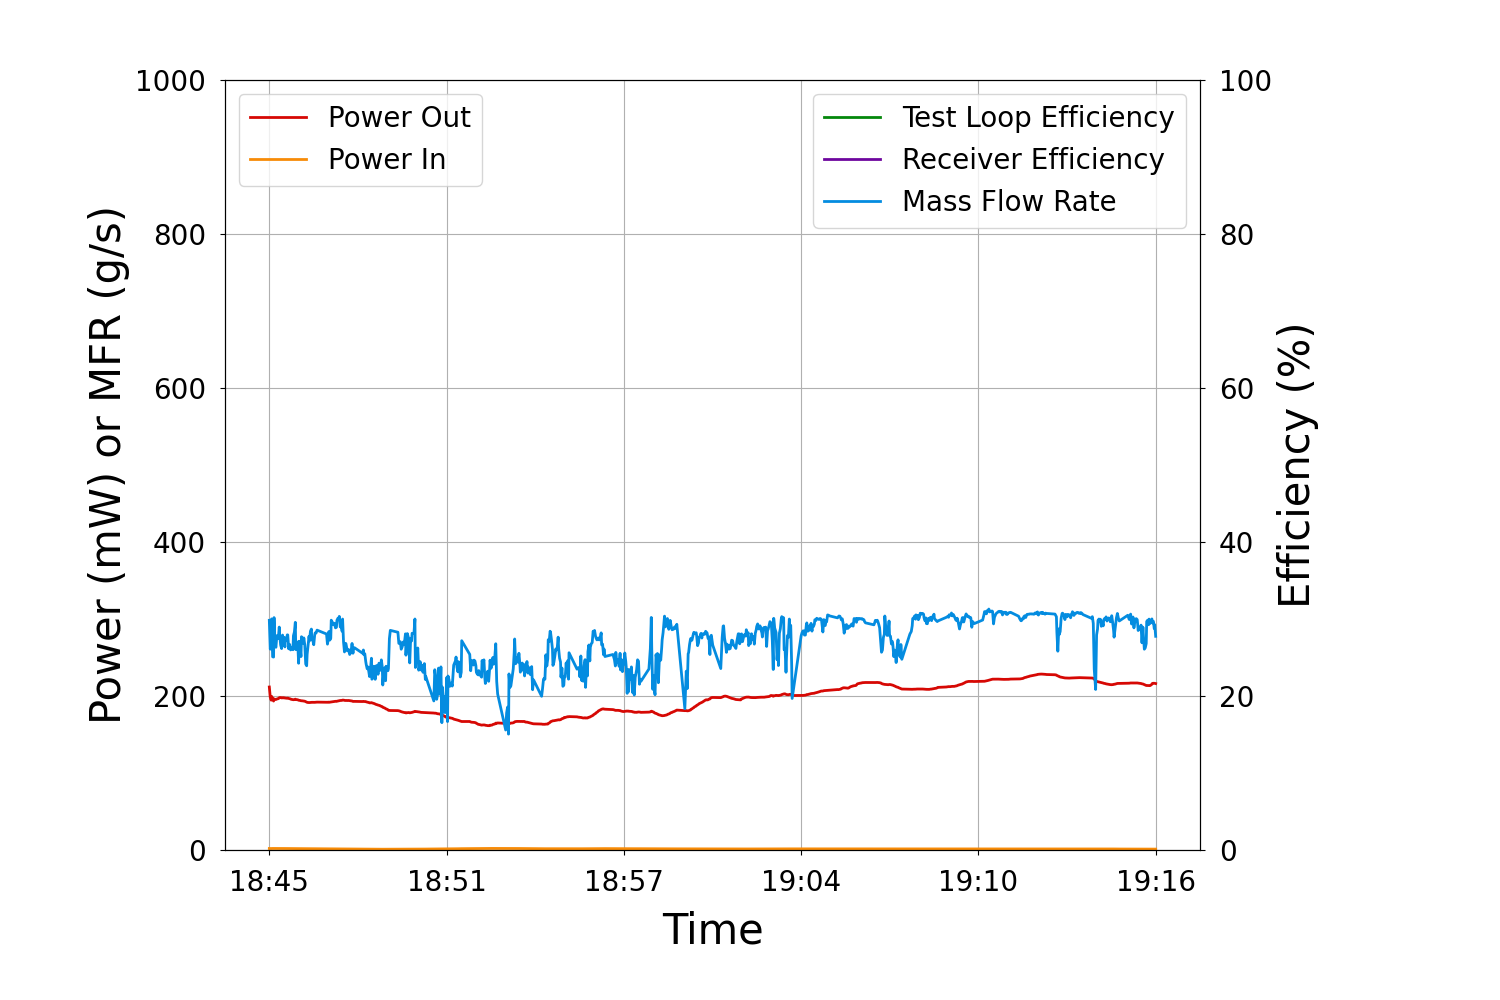 Power (mW) or MFR (g/s)
1000
800
600
400
200
0
Power Out
Power In
Test Loop Efficiency
Receiver Efficiency
Mass Flow Rate
100
80
60
40
20
0
Efficiency (%)
18:45 18:51 18:57 19:04 19:10 19:16
Time